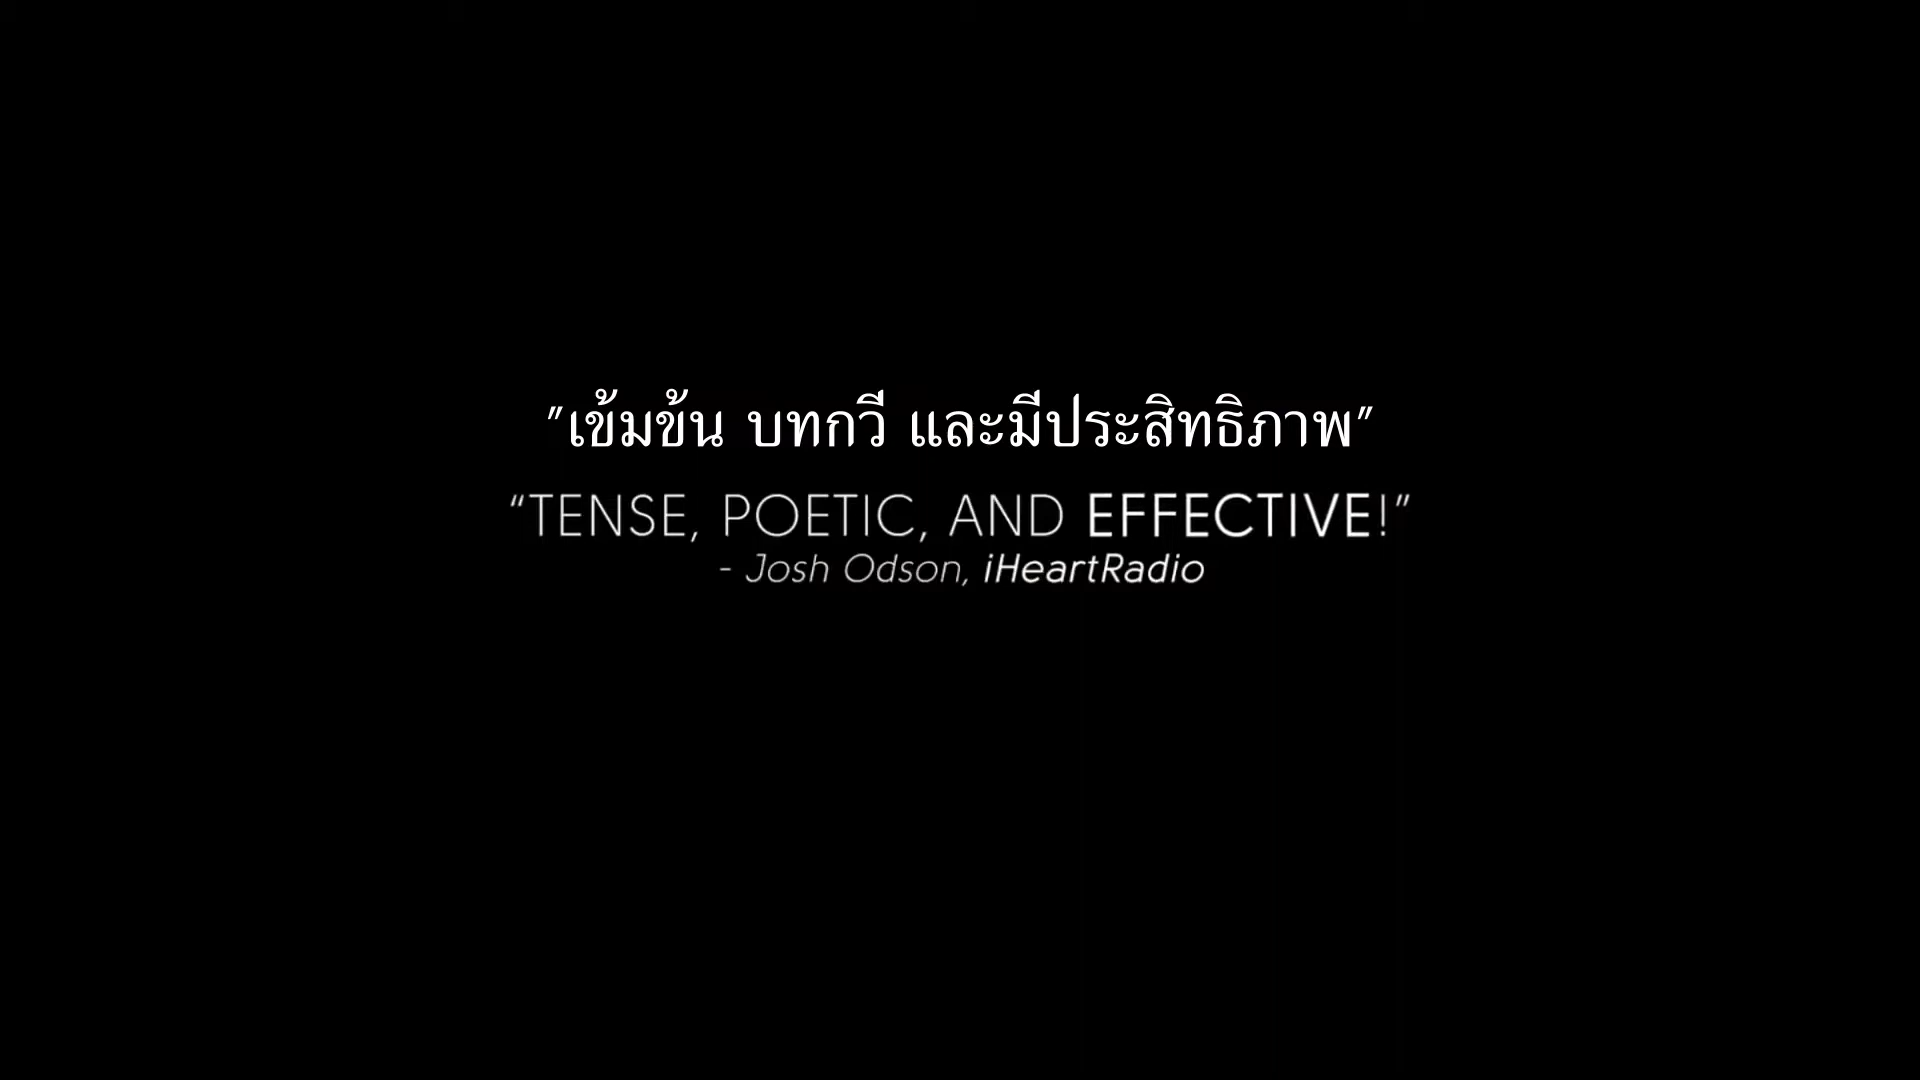 "เข้มข้น บทกวี และมีประสิทธิภาพ"
“TENSE, POETIC, AND EFFECTIVE!”
- Josh Odson, iHeartRadio